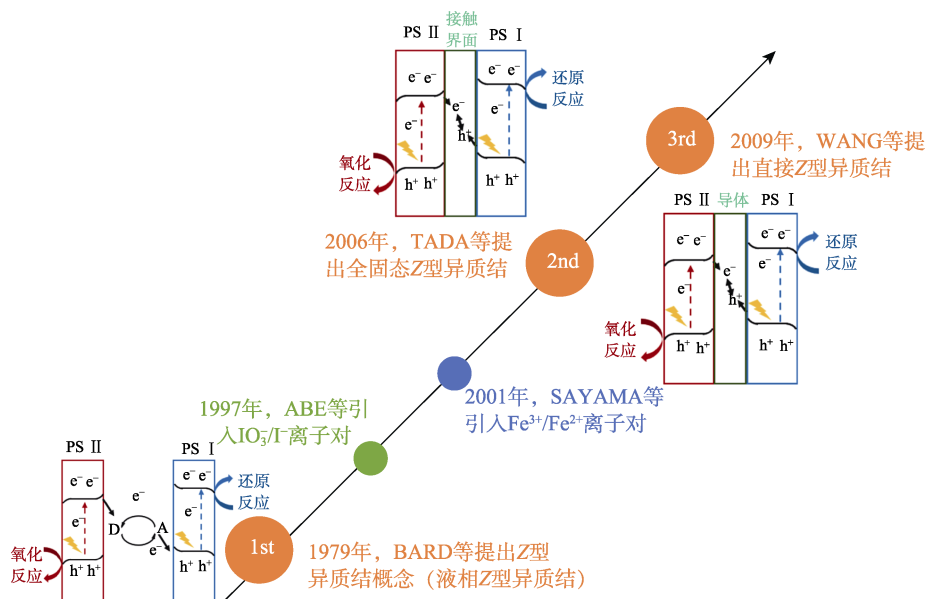 PS II
接触
界面
PS I
e⁻ e⁻
e⁻ e⁻
还原
反应
e⁻
e⁻
e⁻
h⁺
氧化
反应
h⁺ h⁺
h⁺ h⁺
2006年，TADA等提
出全固态Z型异质结
2nd
3rd
2009年，WANG等提
出直接Z型异质结
PS II
导体
PS I
e⁻ e⁻
e⁻ e⁻
还原
反应
e⁻
e⁻
e⁻
h⁺
氧化
反应
h⁺ h⁺
h⁺ h⁺
1997年，ABE等引
入IO₃/I⁻离子对
2001年，SAYAMA等
引入Fe³⁺/Fe²⁺离子对
PS II
PS I
e⁻ e⁻
e⁻
e⁻ e⁻
还原
反应
e⁻
D
A
e⁻
e⁻
氧化
反应
h⁺ h⁺
h⁺ h⁺
1st
1979年，BARD等提出Z型
异质结概念（液相Z型异质结）